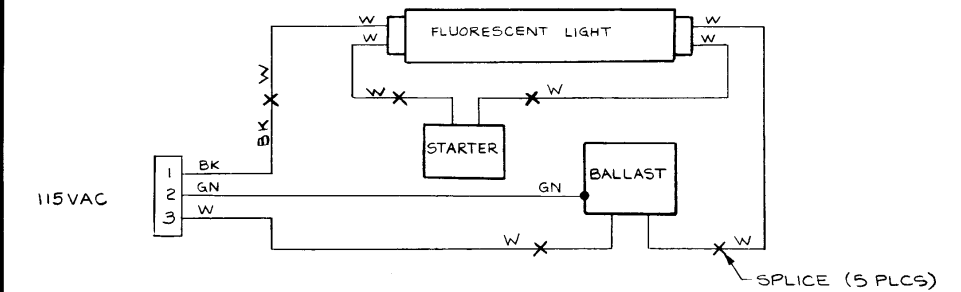 W
W
FLUORESCENT LIGHT
W
W
W
W
W
BK
STARTER
BALLAST
115VAC
1
BK
2
GN
GN
3
W
W
W
SPLICE (5 PLCS)